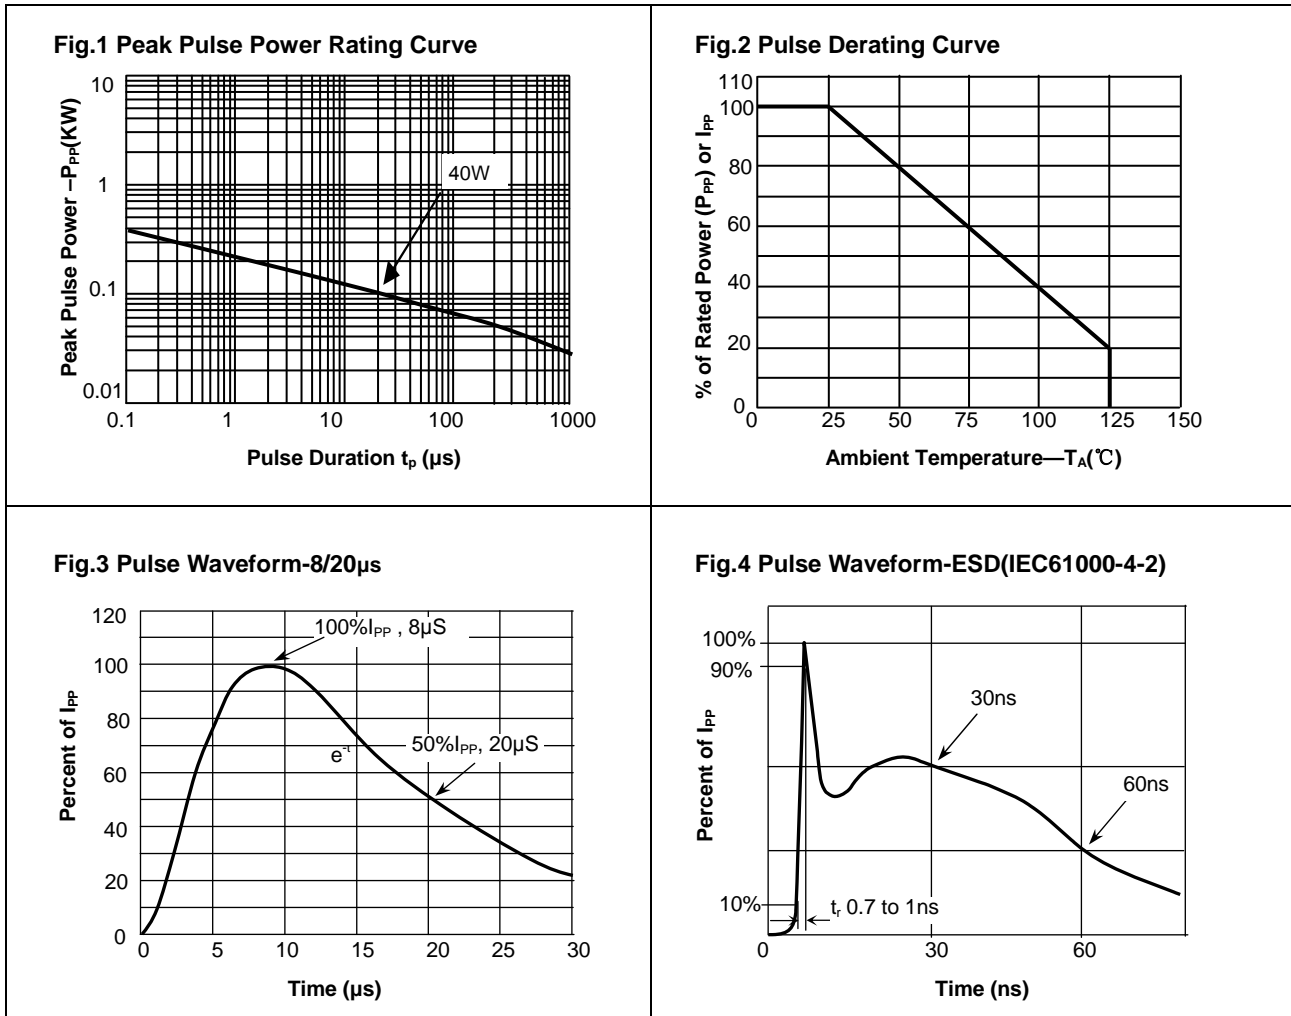 Fig.1 Peak Pulse Power Rating Curve
Peak Pulse Power –PPP(KW)
10
1
0.1
0.01
40W
0.1 1 10 100 1000
Pulse Duration tp (µs)
Fig.2 Pulse Derating Curve
% of Rated Power (PPP) or IPP
110
100
80
60
40
20
0
0 25 50 75 100 125 150
Ambient Temperature—TA(℃)
Fig.3 Pulse Waveform-8/20µs
Percent of IPP
120
100
80
60
40
20
0
100%IPP , 8µS
e-t
50%IPP, 20µS
0 5 10 15 20 25 30
Time (µs)
Fig.4 Pulse Waveform-ESD(IEC61000-4-2)
Percent of IPP
100%
90%
10%
30ns
60ns
tr 0.7 to 1ns
0 30 60
Time (ns)